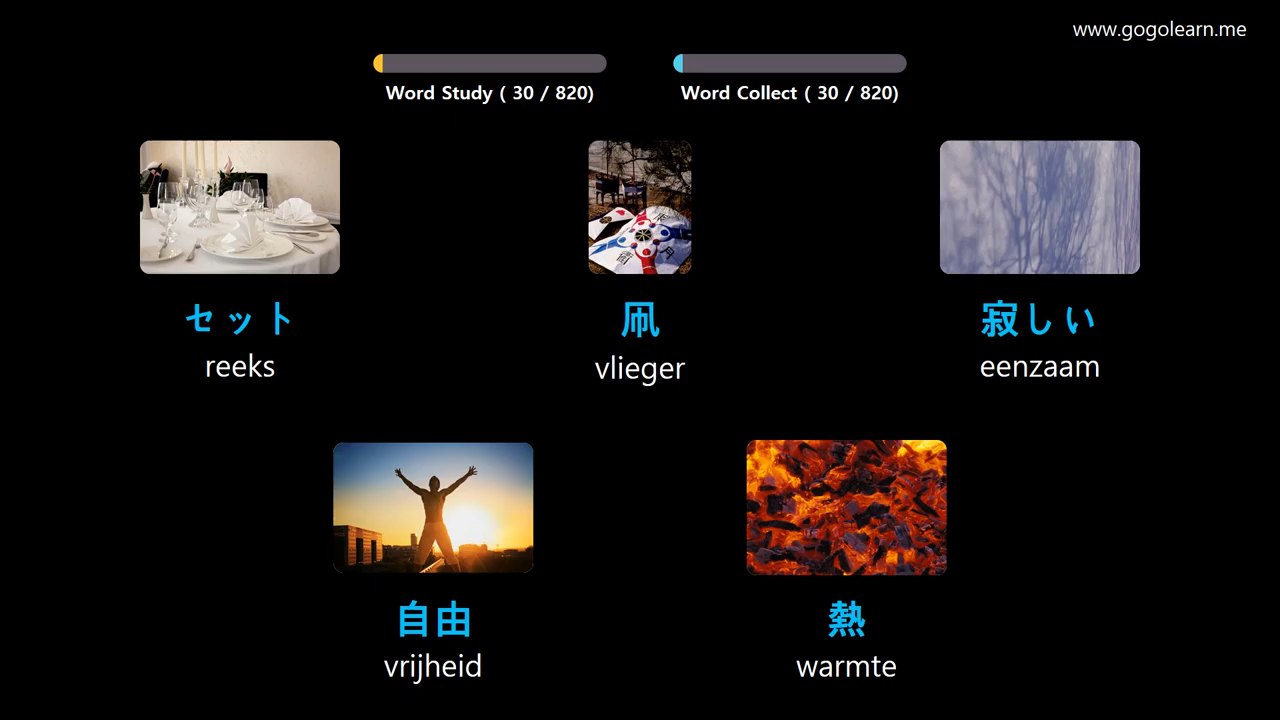 www.gogolearn.me
Word Study ( 30 / 820)
Word Collect ( 30 / 820)
セット
reeks
凧
vlieger
寂しい
eenzaam
自由
vrijheid
熱
warmte